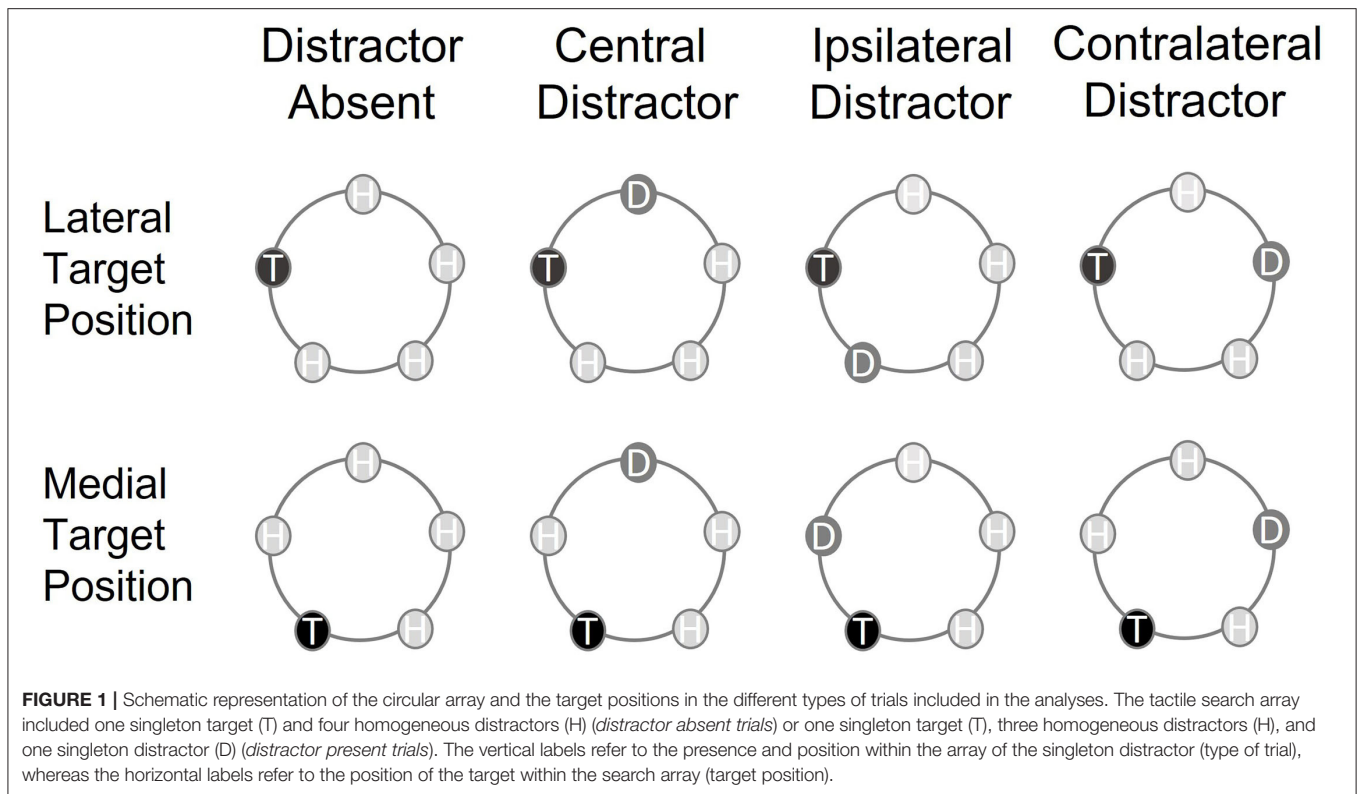 Distractor Absent
Central Distractor
Ipsilateral Distractor
Contralateral Distractor
Lateral Target Position
H
T
H
H
H
D
T
H
H
H
H
T
H
D
H
H
T
D
H
H
Medial Target Position
H
H
H
T
H
D
H
H
T
H
H
D
H
T
H
H
H
D
T
H
FIGURE 1 | Schematic representation of the circular array and the target positions in the different types of trials included in the analyses. The tactile search array
included one singleton target (T) and four homogeneous distractors (H) (distractor absent trials) or one singleton target (T), three homogeneous distractors (H), and
one singleton distractor (D) (distractor present trials). The vertical labels refer to the presence and position within the array of the singleton distractor (type of trial),
whereas the horizontal labels refer to the position of the target within the search array (target position).